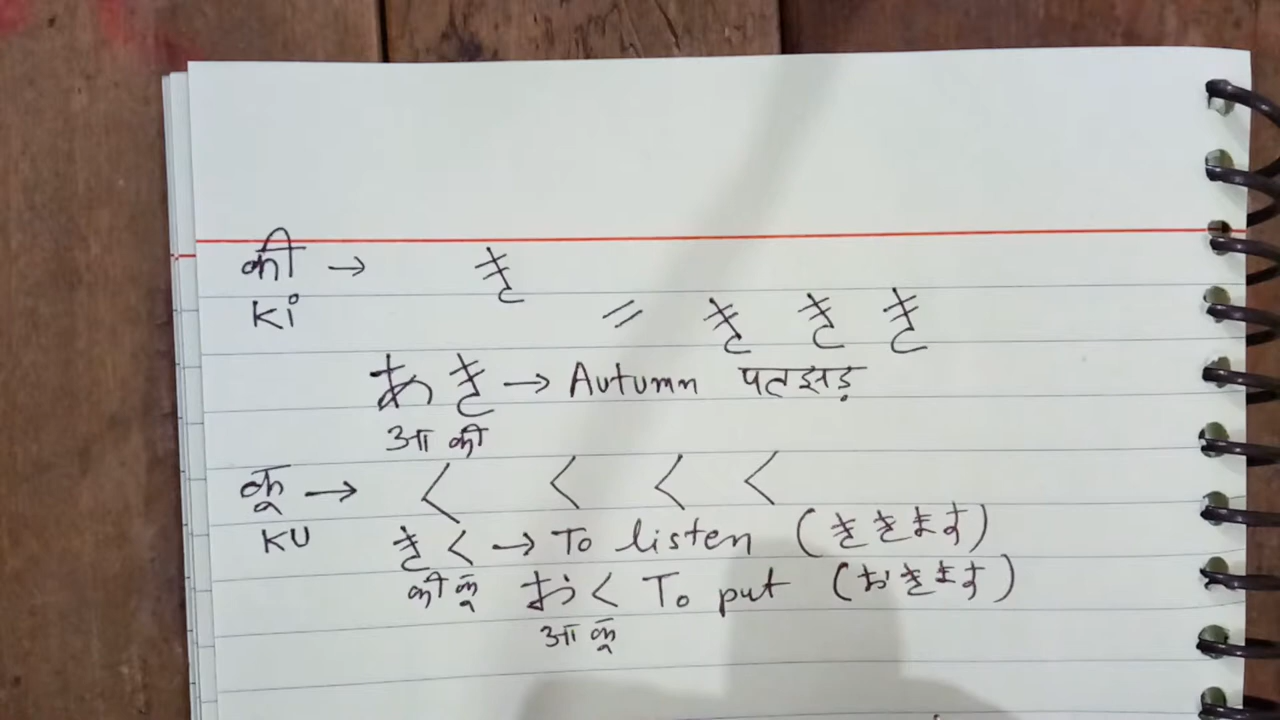 की → き
Ki = き き き
あき → Autumn पतझड़
आ की
कु → く く く く
KU きく → To listen (ききます)
की कु おく To put (おきます)
आ कु